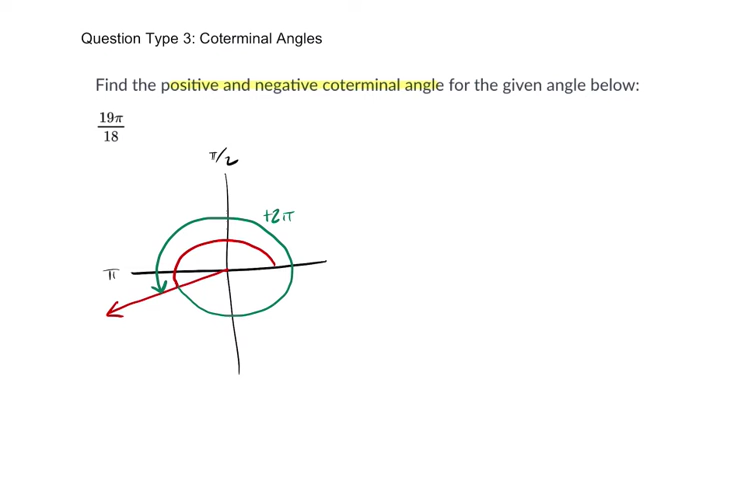 Question Type 3: Coterminal Angles
Find the positive and negative coterminal angle for the given angle below:
19π
18
π/2
+2π
π